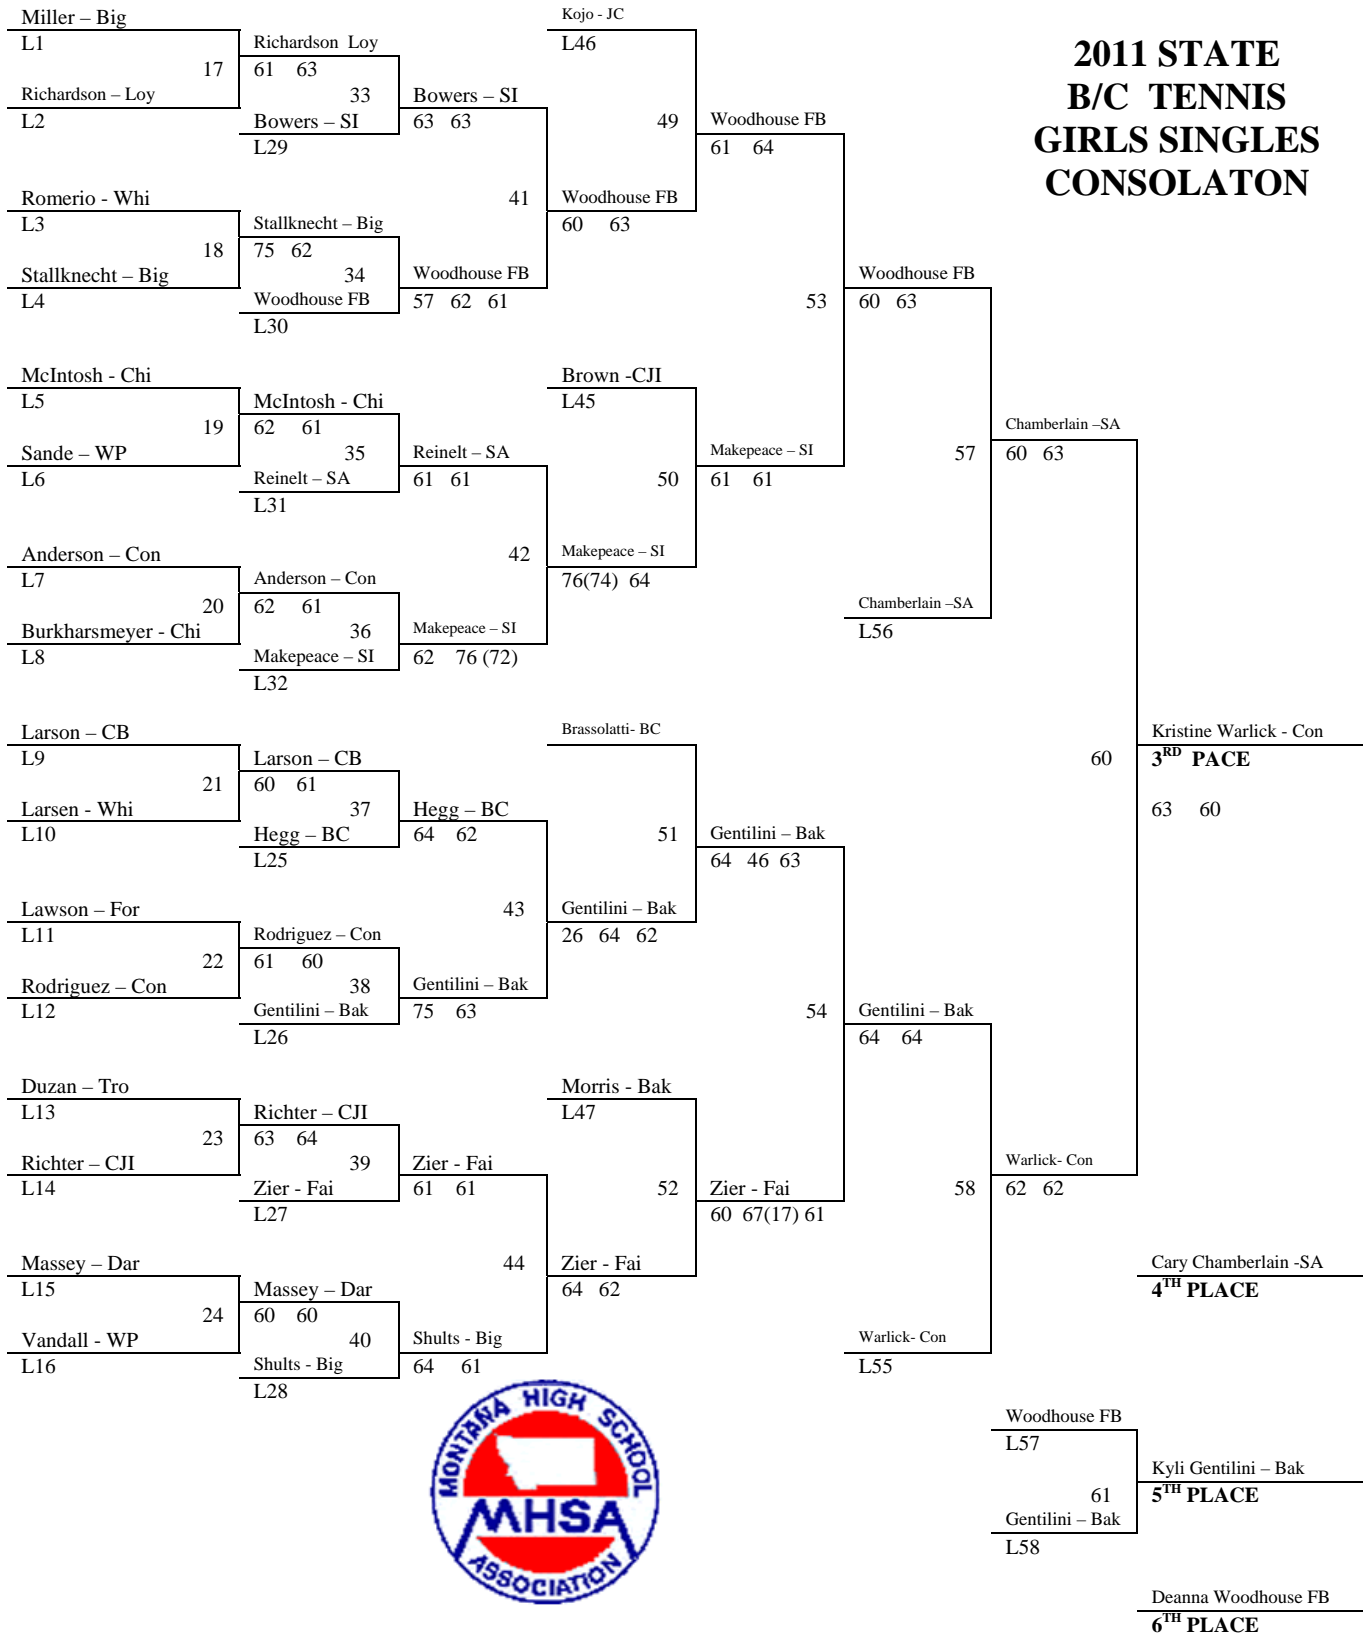 2011 STATE
B/C TENNIS
GIRLS SINGLES
CONSOLATON
Miller – Big
L1
17
Richardson – Loy
L2
Romerio - Whi
L3
18
Stallknecht – Big
L4
McIntosh - Chi
L5
19
Sande – WP
L6
Anderson – Con
L7
20
Burkharsmeyer - Chi
L8
Larson – CB
L9
21
Larsen - Whi
L10
Lawson – For
L11
22
Rodriguez – Con
L12
Duzan – Tro
L13
23
Richter – CJI
L14
Massey – Dar
L15
24
Vandall - WP
L16
Richardson Loy
61 63
33
Bowers – SI
L29
Stallknecht – Big
75 62
34
Woodhouse FB
L30
McIntosh - Chi
62 61
35
Reinelt – SA
L31
Anderson – Con
62 61
36
Makepeace – SI
L32
Larson – CB
60 61
37
Hegg – BC
L25
Rodriguez – Con
61 60
38
Gentilini – Bak
L26
Richter – CJI
63 64
39
Zier - Fai
L27
Massey – Dar
60 60
40
Shults - Big
L28
Bowers – SI
63 63
41
Woodhouse FB
57 62 61
Reinelt – SA
61 61
42
Makepeace – SI
62 76 (72)
Hegg – BC
64 62
43
Gentilini – Bak
75 63
Zier - Fai
61 61
44
Shults - Big
64 61
Kojo - JC
L46
49
Woodhouse FB
60 63
Brown -CJI
L45
50
Makepeace – SI
76(74) 64
Brassolatti- BC
51
Gentilini – Bak
26 64 62
Morris - Bak
L47
52
Zier - Fai
64 62
Woodhouse FB
61 64
53
Makepeace – SI
61 61
Gentilini – Bak
64 46 63
54
Zier - Fai
60 67(17) 61
Woodhouse FB
60 63
57
Chamberlain –SA
L56
Gentilini – Bak
64 64
58
Warlick- Con
L55
Chamberlain –SA
60 63
60
Warlick- Con
62 62
Kristine Warlick - Con
3RD PACE
63 60
Cary Chamberlain -SA
4TH PLACE
Woodhouse FB
L57
61
Gentilini – Bak
L58
Kyli Gentilini – Bak
5TH PLACE
Deanna Woodhouse FB
6TH PLACE
MONTANA HIGH SCHOOL
MHSA
ASSOCIATION